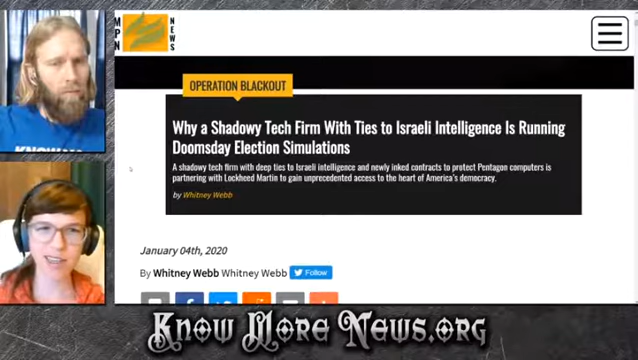 MPN
NEWS
OPERATION BLACKOUT
Why a Shadowy Tech Firm With Ties to Israeli Intelligence Is Running
Doomsday Election Simulations
A shadowy tech firm with deep ties to Israeli intelligence and newly inked contracts to protect Pentagon computers is
partnering with Lockheed Martin to gain unprecedented access to the heart of America's democracy.
by Whitney Webb
January 04th, 2020
By Whitney Webb Whitney Webb Follow
KNOW MORE NEWS.ORG